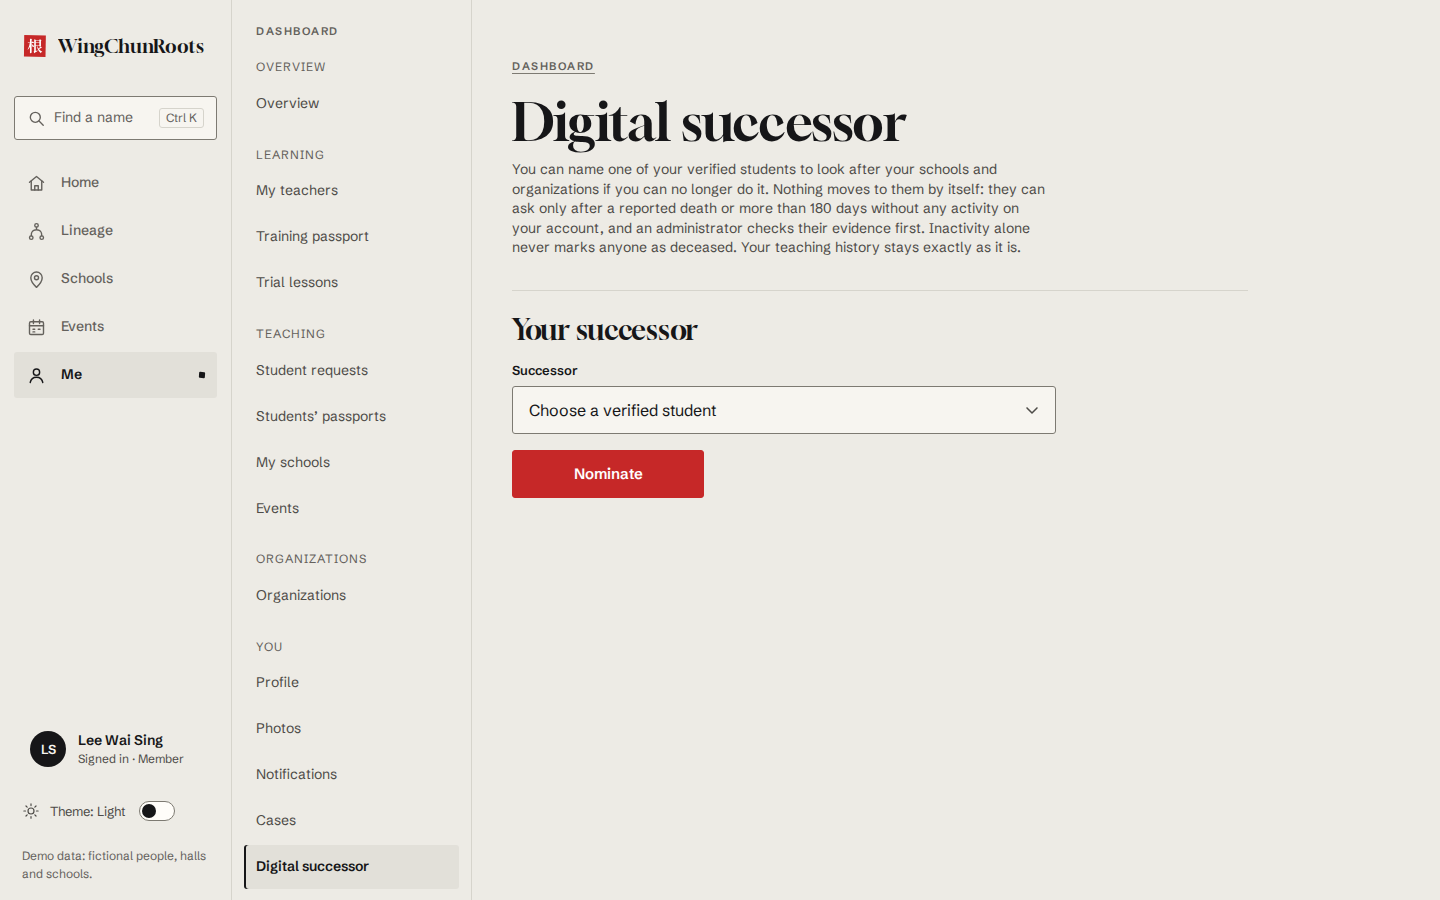 根 WingChunRoots
Find a name Ctrl K
Home
Lineage
Schools
Events
Me
LS
Lee Wai Sing
Signed in · Member
Theme: Light
Demo data: fictional people, halls
and schools.
DASHBOARD
OVERVIEW
Overview
LEARNING
My teachers
Training passport
Trial lessons
TEACHING
Student requests
Students’ passports
My schools
Events
ORGANIZATIONS
Organizations
YOU
Profile
Photos
Notifications
Cases
Digital successor
DASHBOARD
Digital successor
You can name one of your verified students to look after your schools and
organizations if you can no longer do it. Nothing moves to them by itself: they can
ask only after a reported death or more than 180 days without any activity on
your account, and an administrator checks their evidence first. Inactivity alone
never marks anyone as deceased. Your teaching history stays exactly as it is.
Your successor
Successor
Choose a verified student
Nominate